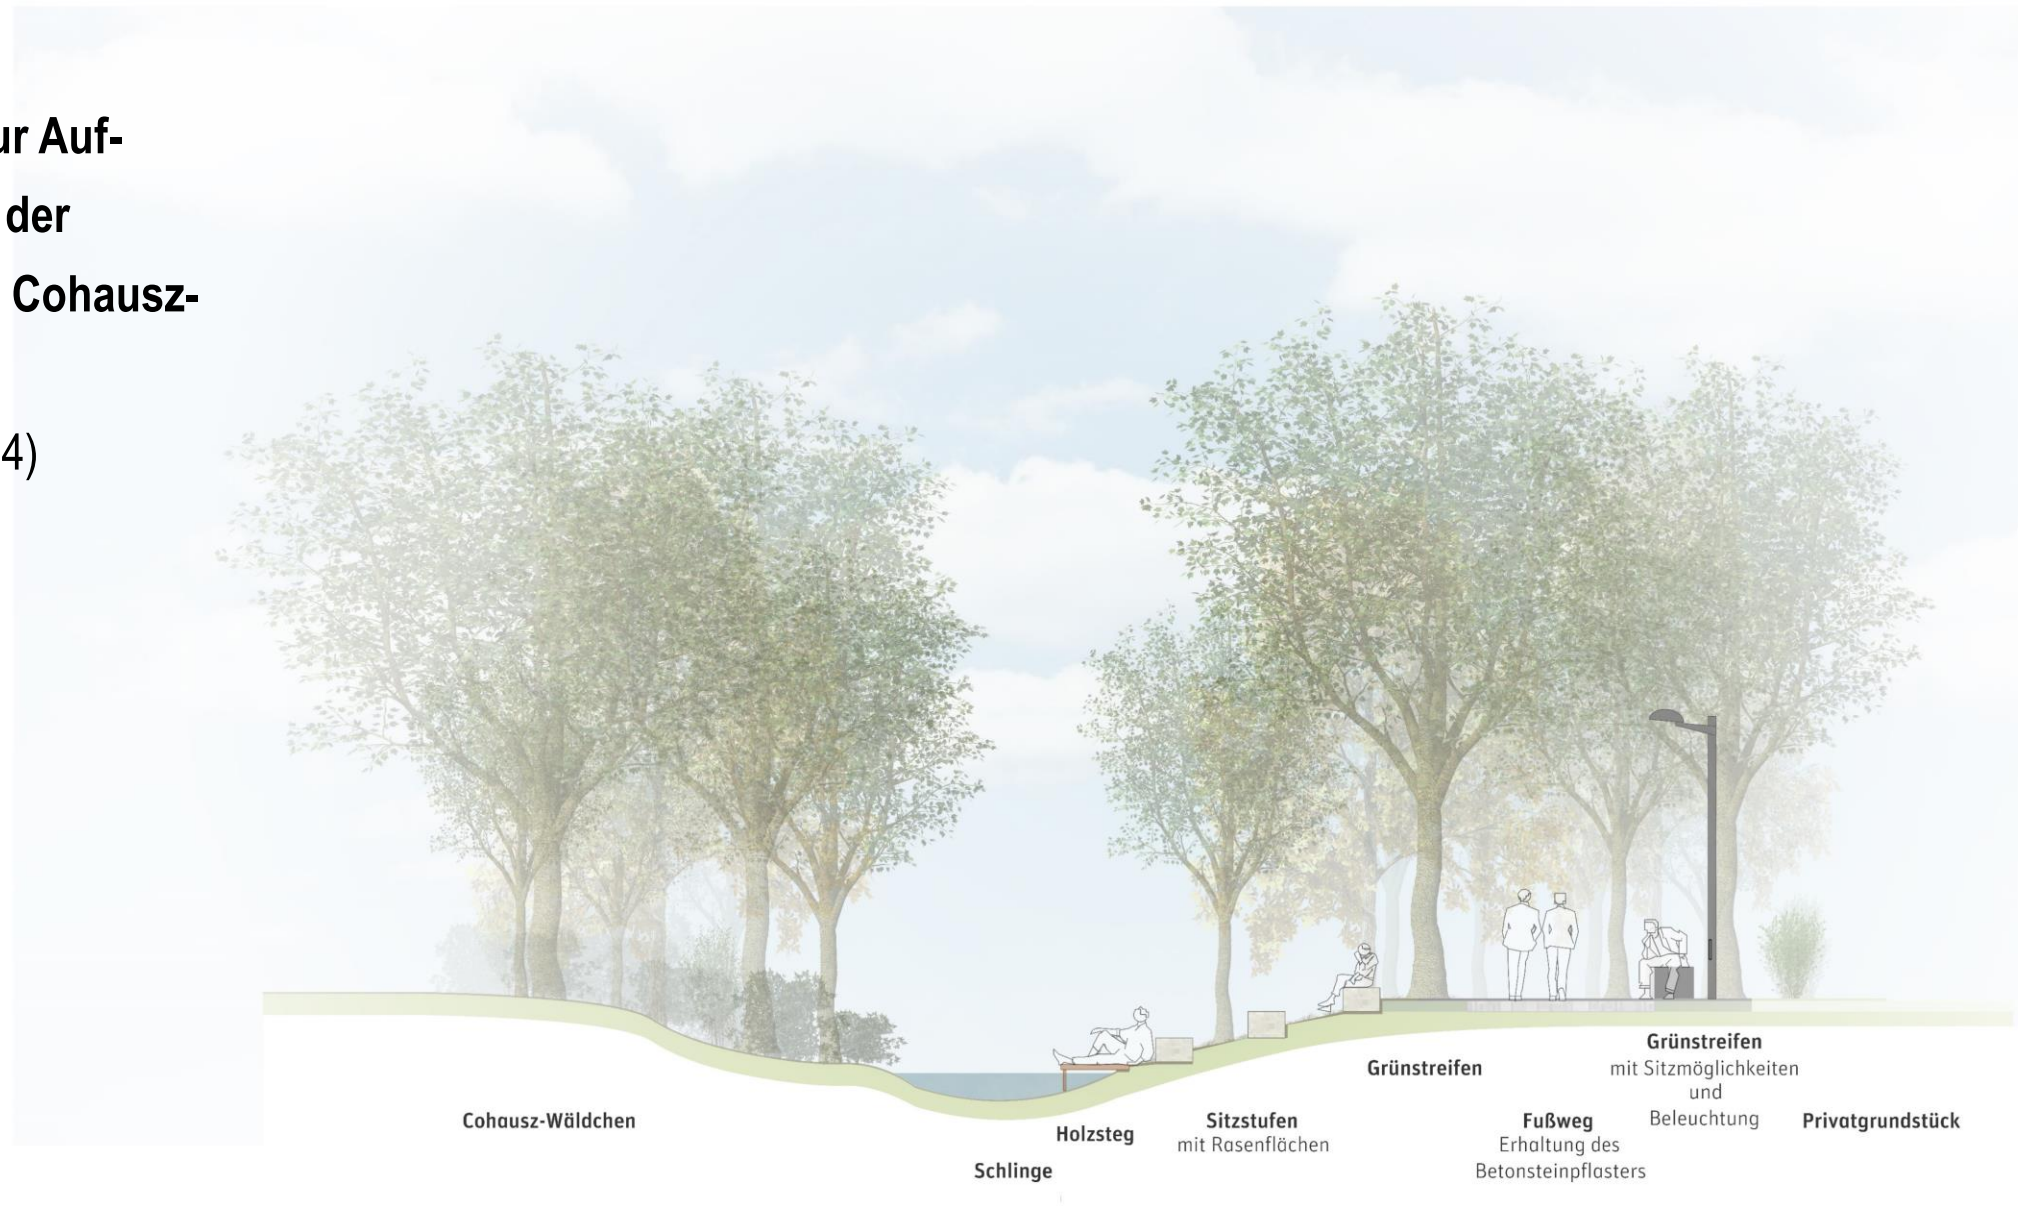 ur Auf-
der
Cohausz-
4)
Grünstreifen
mit Sitzmöglichkeiten
und
Beleuchtung
Grünstreifen
Cohausz-Wäldchen
Holzsteg
Sitzstufen
mit Rasenflächen
Fußweg
Erhaltung des
Betonsteinpflasters
Privatgrundstück
Schlinge